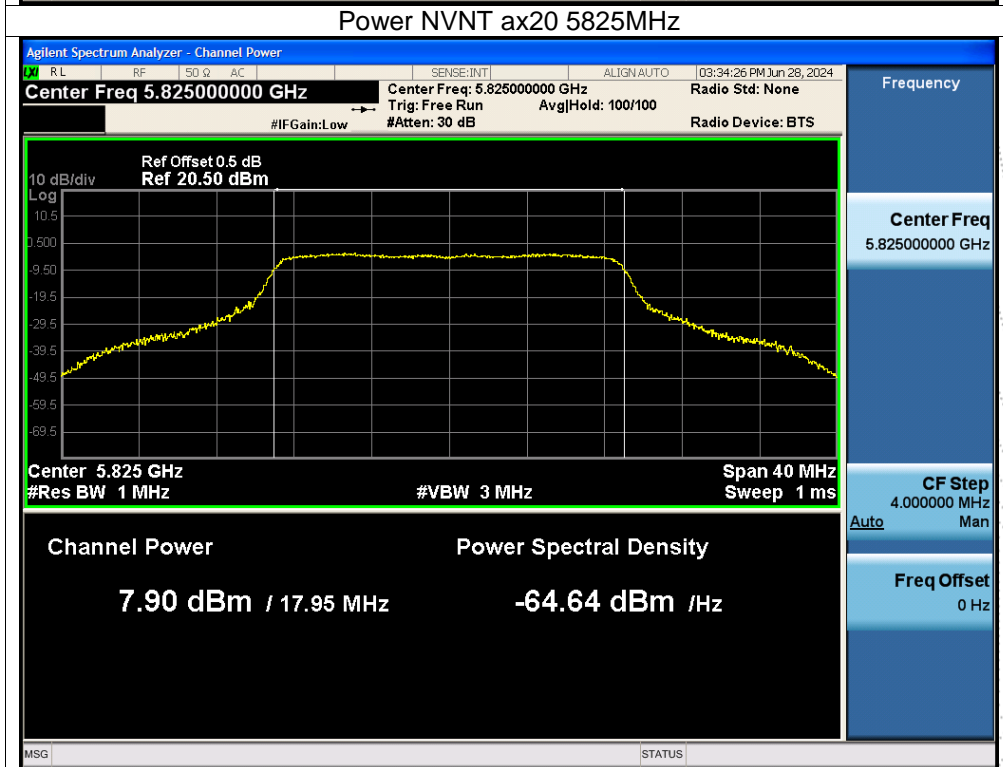 Power NVNT ax20 5825MHz
Agilent Spectrum Analyzer - Channel Power
LXI RL RF 50 Ω AC SENSE:INT ALIGN AUTO 03:34:26 PM Jun 28, 2024
Center Freq 5.825000000 GHz
Center Freq: 5.825000000 GHz Radio Std: None
Trig: Free Run Avg|Hold: 100/100
#IFGain:Low #Atten: 30 dB Radio Device: BTS
Frequency
Ref Offset 0.5 dB
10 dB/div Ref 20.50 dBm
Log
10.5
0.500
-9.50
-19.5
-29.5
-39.5
-49.5
-59.5
-69.5
Center 5.825 GHz Span 40 MHz
#Res BW 1 MHz #VBW 3 MHz Sweep 1 ms
Center Freq
5.825000000 GHz
CF Step
4.000000 MHz
Auto Man
Freq Offset
0 Hz
Channel Power Power Spectral Density
7.90 dBm / 17.95 MHz -64.64 dBm /Hz
MSG STATUS